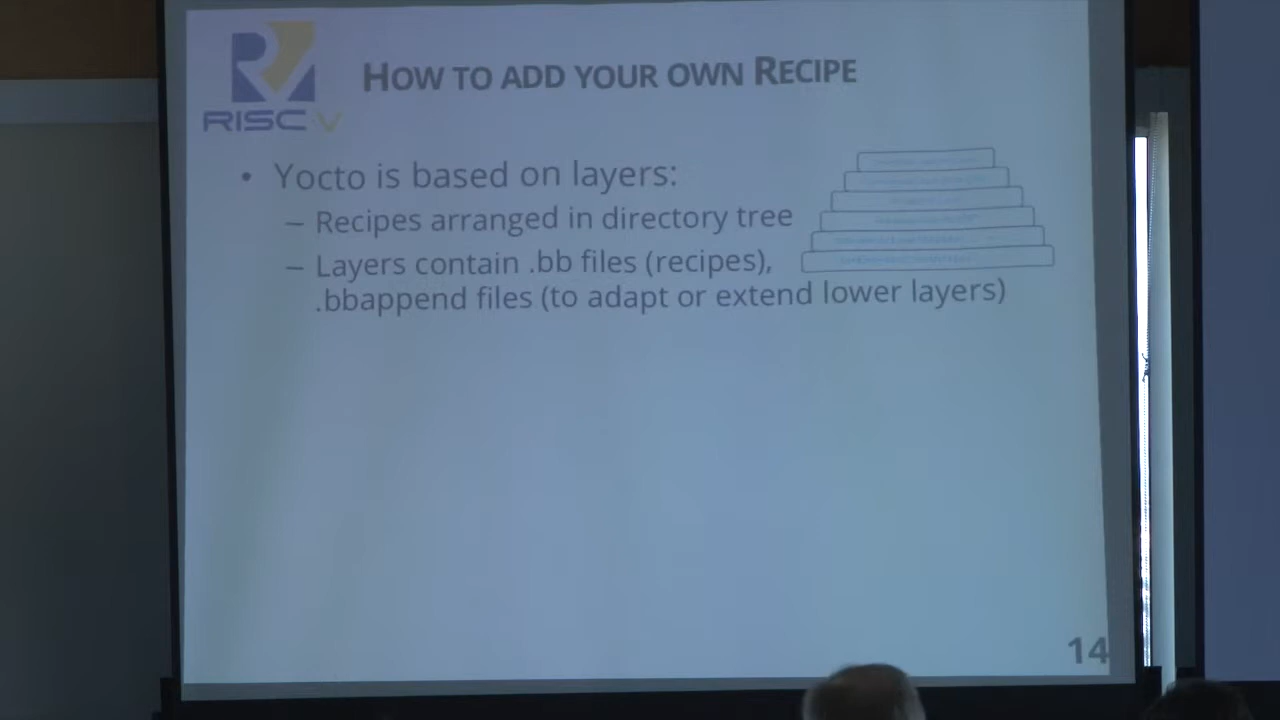 RISC-V
HOW TO ADD YOUR OWN RECIPE
• Yocto is based on layers:
– Recipes arranged in directory tree
– Layers contain .bb files (recipes),
.bbappend files (to adapt or extend lower layers)
14